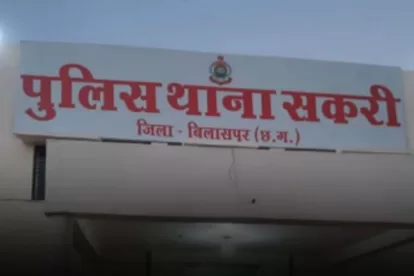 पुलिस थाना सकरी
जिला - बिलासपुर (छ.ग.)